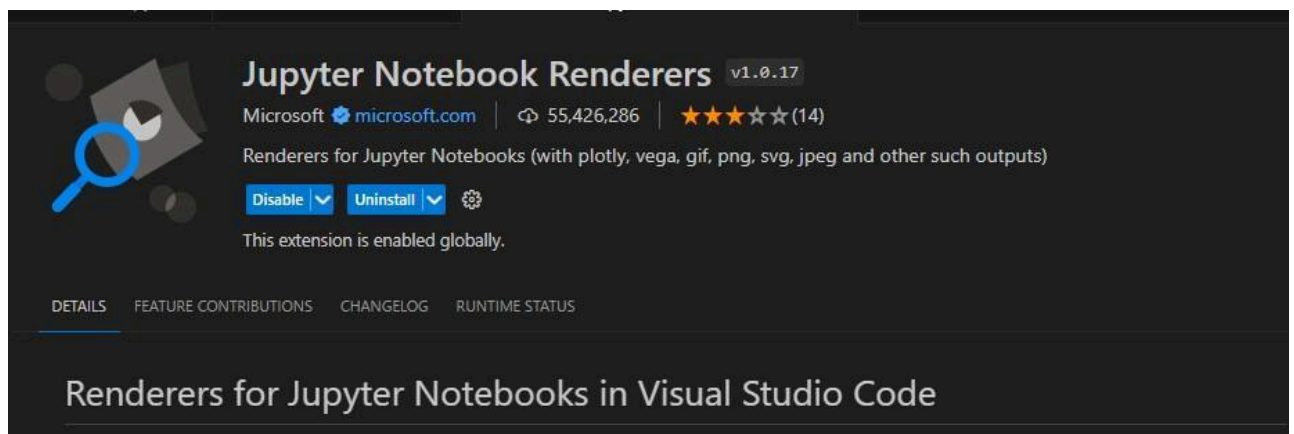 Jupyter Notebook Renderers v1.0.17
Microsoft microsoft.com | 55,426,286 | ★★★☆☆(14)
Renderers for Jupyter Notebooks (with plotly, vega, gif, png, svg, jpeg and other such outputs)
Disable Uninstall
This extension is enabled globally.
DETAILS FEATURE CONTRIBUTIONS CHANGELOG RUNTIME STATUS
Renderers for Jupyter Notebooks in Visual Studio Code